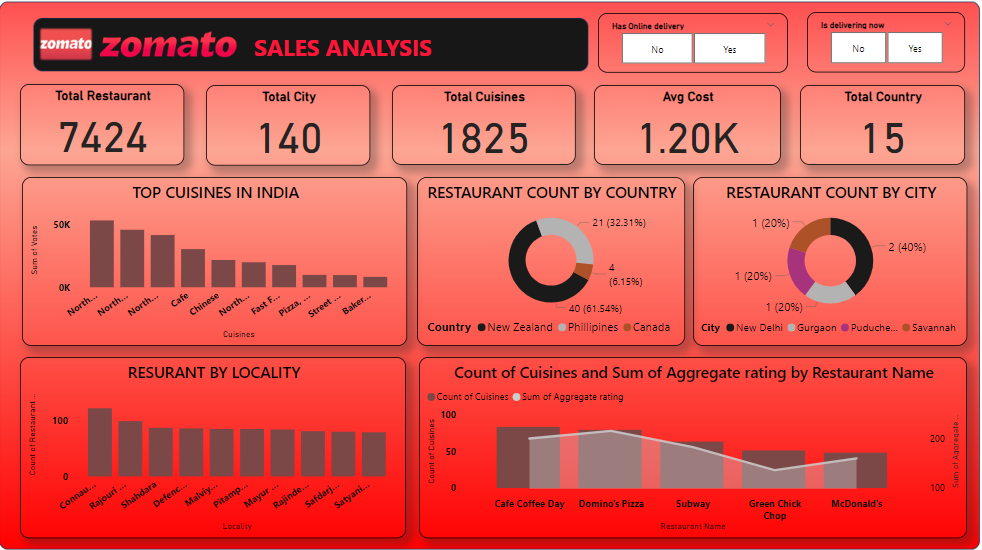 zomato zomato SALES ANALYSIS
Has Online delivery
No Yes
Is delivering now
No Yes
Total Restaurant
7424
Total City
140
Total Cuisines
1825
Avg Cost
1.20K
Total Country
15
TOP CUISINES IN INDIA
Sum of Votes
50K
0K
North... North... North... Cafe Chinese North... Fast F... Pizza, ... Street ... Baker...
Cuisines
RESTAURANT COUNT BY COUNTRY
21 (32.31%)
4
(6.15%)
40 (61.54%)
Country New Zealand Phillipines Canada
RESTAURANT COUNT BY CITY
1 (20%)
2 (40%)
1 (20%)
1 (20%)
City New Delhi Gurgaon Puduche... Savannah
RESURANT BY LOCALITY
Count of Restaurant ...
100
0
Connau... Rajouri ... Shahdara Defenc... Malviy... Pitamp... Mayur ... Rajinde... Safdarj... Satyani...
Locality
Count of Cuisines and Sum of Aggregate rating by Restaurant Name
Count of Cuisines Sum of Aggregate rating
Count of Cuisines
100
50
0
200
100
Sum of Aggregate...
Cafe Coffee Day Domino's Pizza Subway Green Chick McDonald's
Chop
Restaurant Name